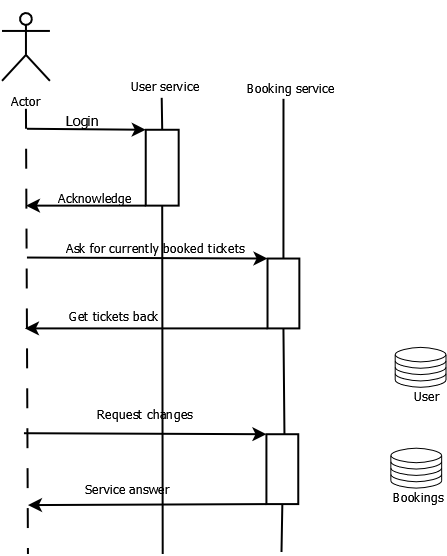 Actor
User service
Booking service
Login
Acknowledge
Ask for currently booked tickets
Get tickets back
User
Request changes
Service answer
Bookings